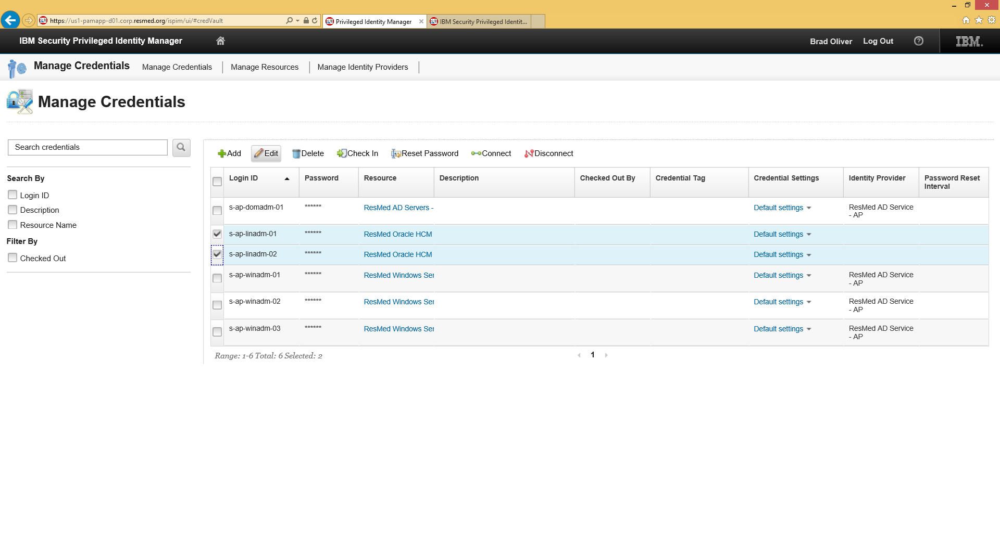 https://us1-pamapp-d01.corp.resmed.org/ispim/ui/#credVault
Privileged Identity Manager
IBM Security Privileged Identit...
IBM Security Privileged Identity Manager
Brad Oliver
Log Out
?
IBM.
Manage Credentials
Manage Credentials
Manage Resources
Manage Identity Providers
Manage Credentials
Search credentials
Search By
Login ID
Description
Resource Name
Filter By
Checked Out
Add Edit Delete Check In Reset Password Connect Disconnect
Login ID Password Resource Description Checked Out By Credential Tag Credential Settings Identity Provider Password Reset
Interval
s-ap-domadm-01 ****** ResMed AD Servers - Default settings ResMed AD Service
- AP
s-ap-linadm-01 ****** ResMed Oracle HCM Default settings
s-ap-linadm-02 ****** ResMed Oracle HCM Default settings
s-ap-winadm-01 ****** ResMed Windows Ser Default settings ResMed AD Service
- AP
s-ap-winadm-02 ****** ResMed Windows Ser Default settings ResMed AD Service
- AP
s-ap-winadm-03 ****** ResMed Windows Ser Default settings ResMed AD Service
- AP
Range: 1-6 Total: 6 Selected: 2
1